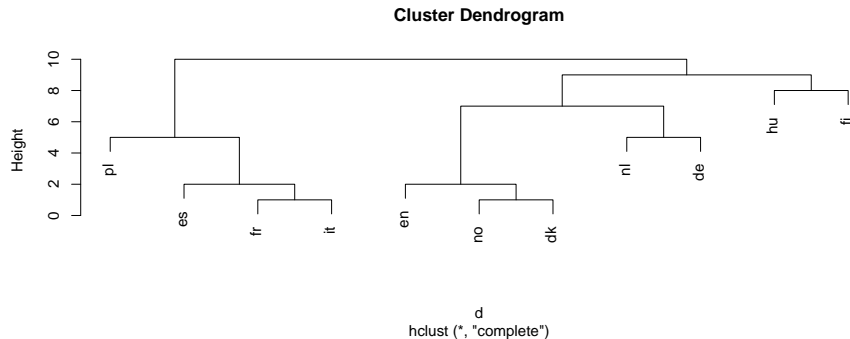 Cluster Dendrogram
Height
10
8
6
4
2
0
pl
es
fr
it
en
no
dk
nl
de
hu
fi
d
hclust (*, "complete")